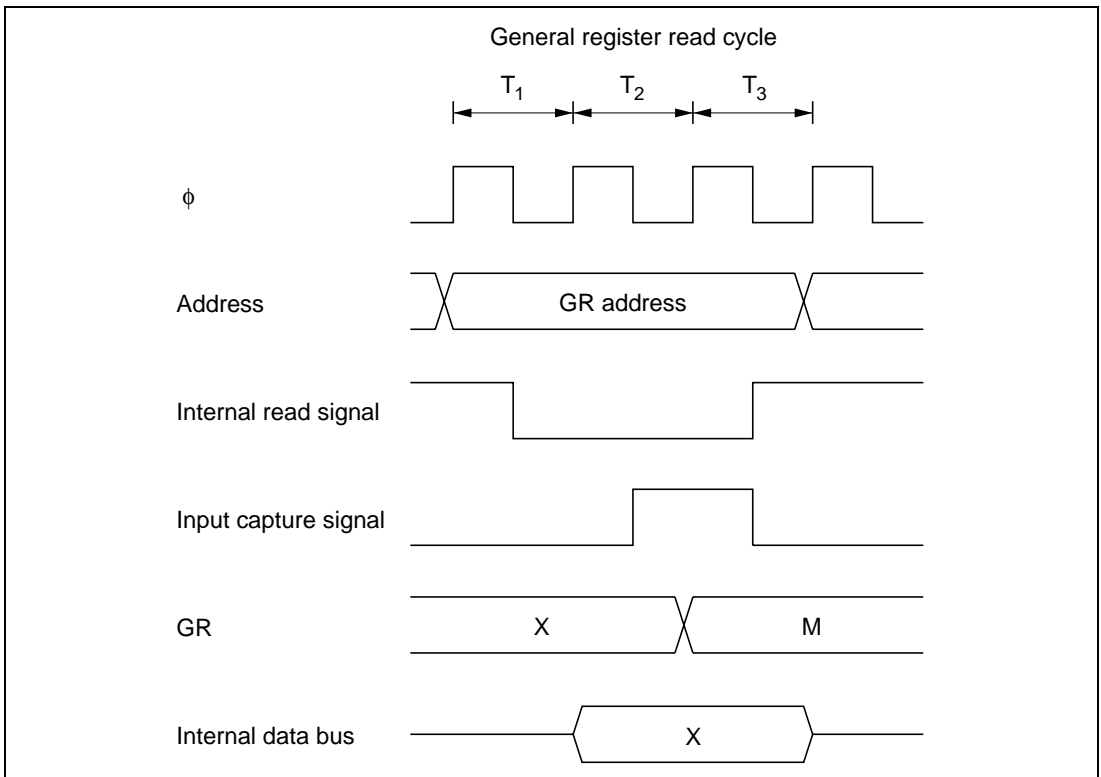 General register read cycle
T1 T2 T3
ϕ
Address GR address
Internal read signal
Input capture signal
GR X M
Internal data bus X